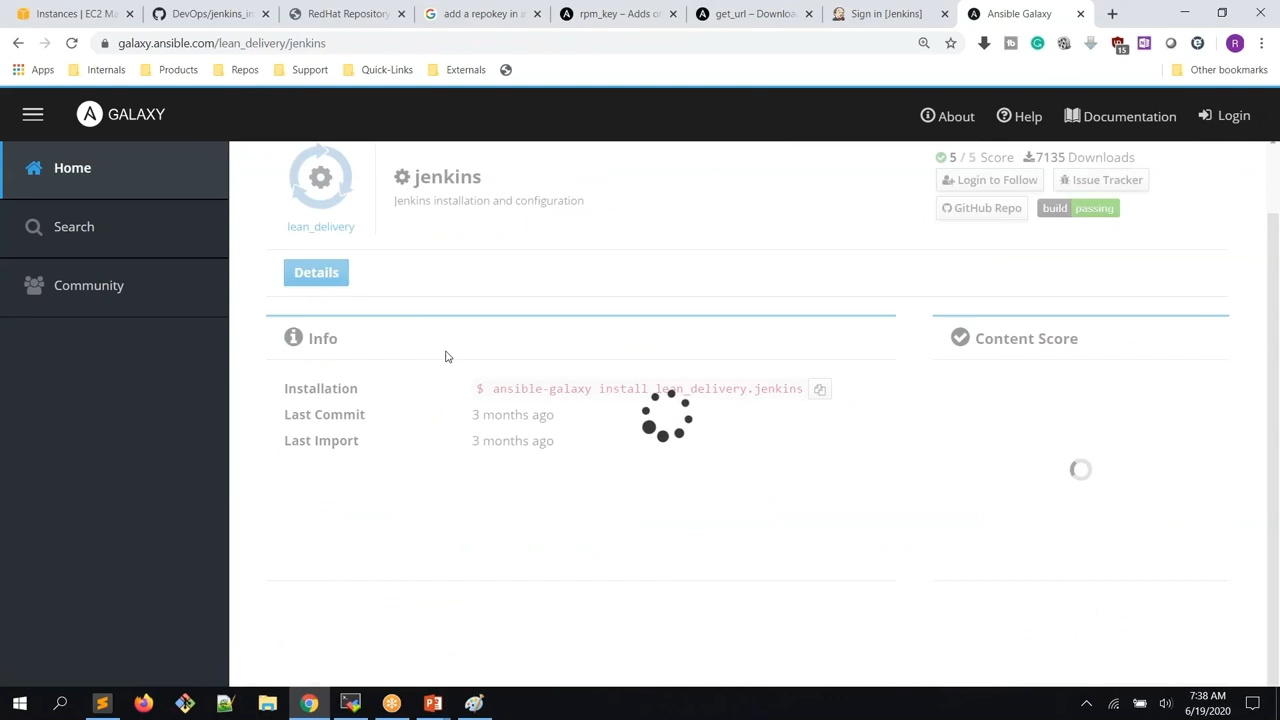 Instances | EC2 Ma
DevOps/jenkins_in
RedHat Repository
add a repokey in a
rpm_key – Adds o
get_url – Downloa
Sign in [Jenkins]
Ansible Galaxy
galaxy.ansible.com/lean_delivery/jenkins
15
R
Apps
Internals
Products
Repos
Support
Quick-Links
Externals
Other bookmarks
GALAXY
About
Help
Documentation
Login
Home
Search
Community
lean_delivery
jenkins
Jenkins installation and configuration
5 / 5 Score 7135 Downloads
Login to Follow
Issue Tracker
GitHub Repo
build passing
Details
Info
Installation
$ ansible-galaxy install lean_delivery.jenkins
Last Commit
3 months ago
Last Import
3 months ago
Content Score
7:38 AM
6/19/2020